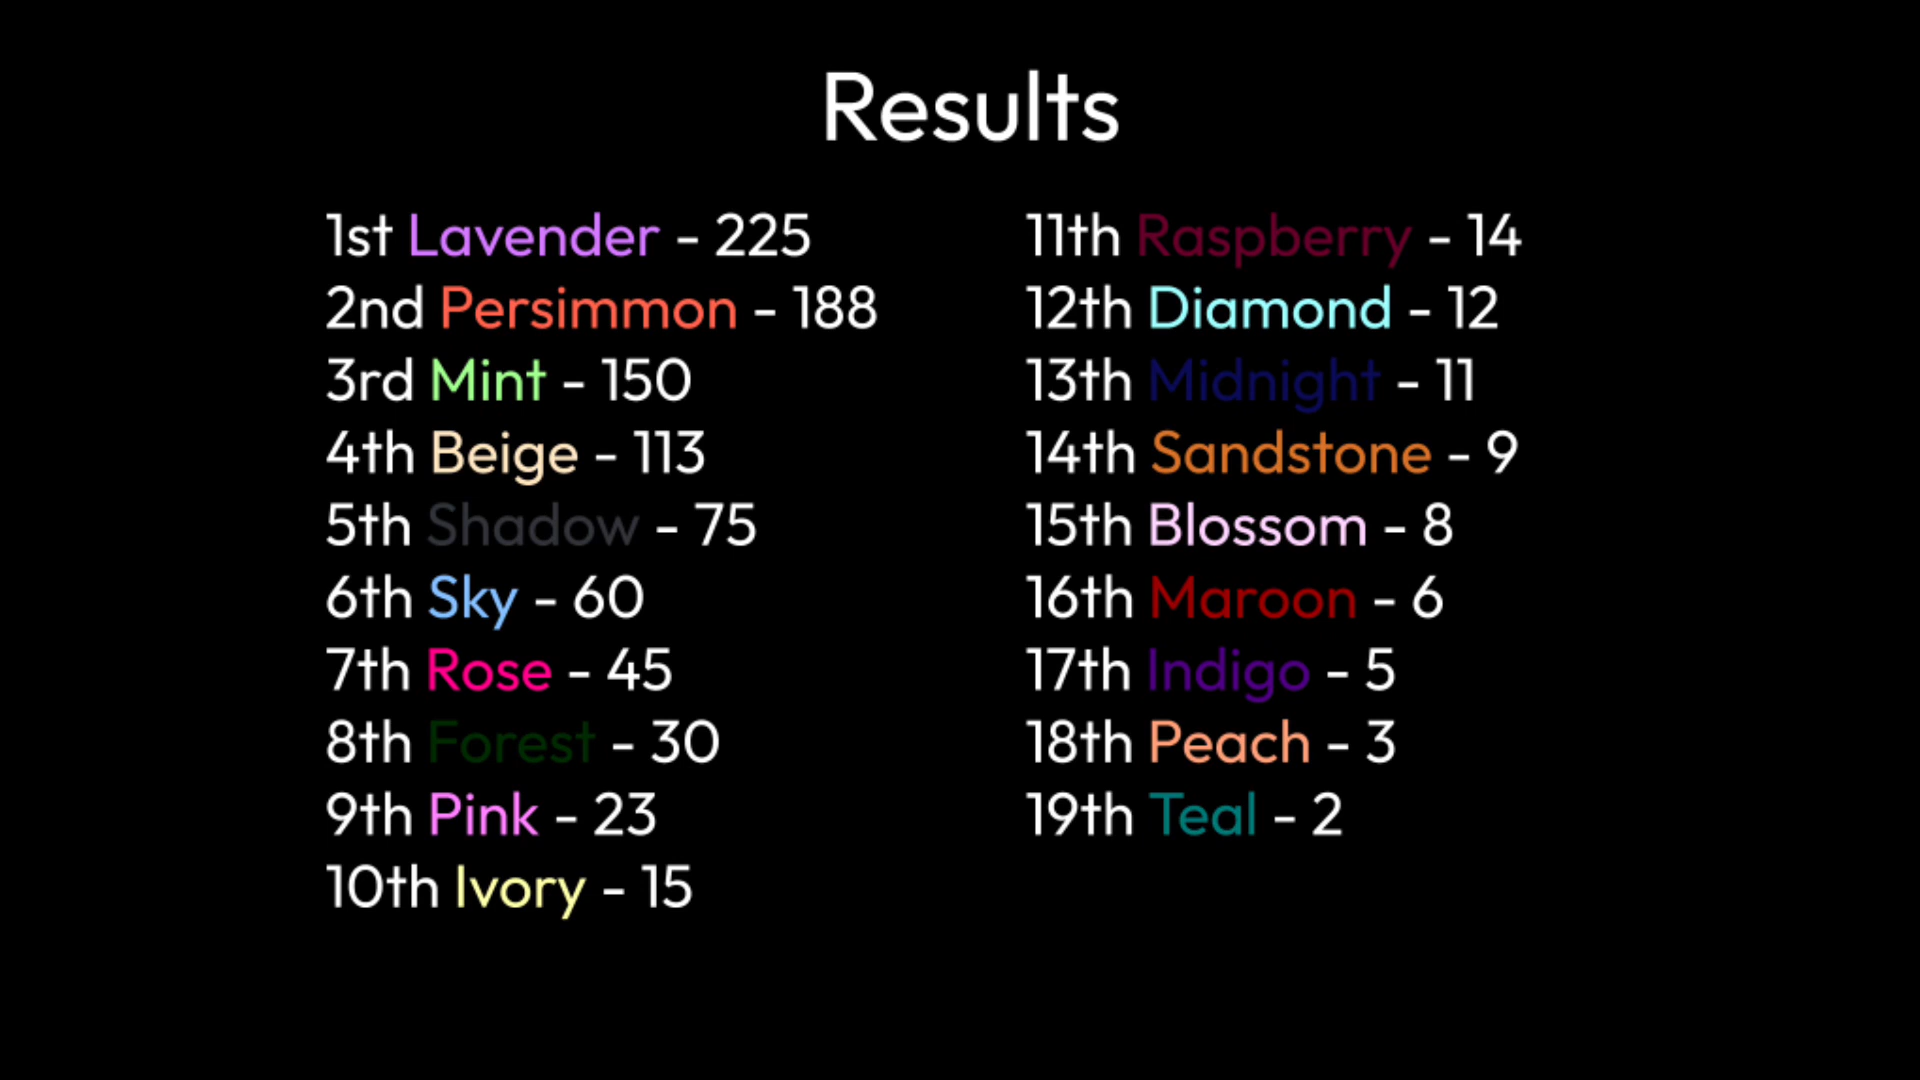 Results
1st Lavender - 225
2nd Persimmon - 188
3rd Mint - 150
4th Beige - 113
5th Shadow - 75
6th Sky - 60
7th Rose - 45
8th Forest - 30
9th Pink - 23
10th Ivory - 15
11th Raspberry - 14
12th Diamond - 12
13th Midnight - 11
14th Sandstone - 9
15th Blossom - 8
16th Maroon - 6
17th Indigo - 5
18th Peach - 3
19th Teal - 2